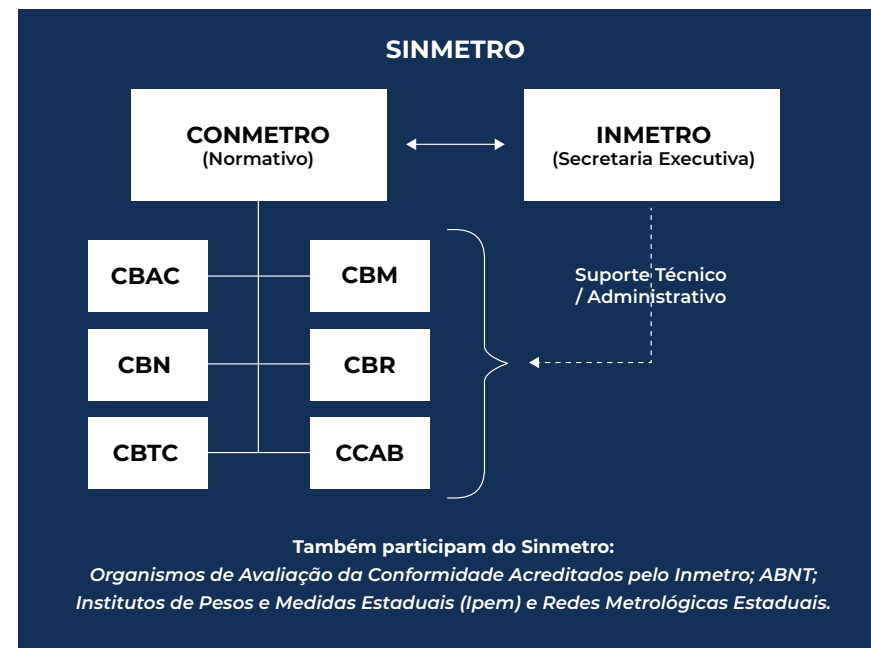 SINMETRO
CONMETRO
(Normativo)
INMETRO
(Secretaria Executiva)
CBAC
CBM
Suporte Técnico
/ Administrativo
CBN
CBR
CBTC
CCAB
Também participam do Sinmetro:
Organismos de Avaliação da Conformidade Acreditados pelo Inmetro; ABNT;
Institutos de Pesos e Medidas Estaduais (Ipem) e Redes Metrológicas Estaduais.